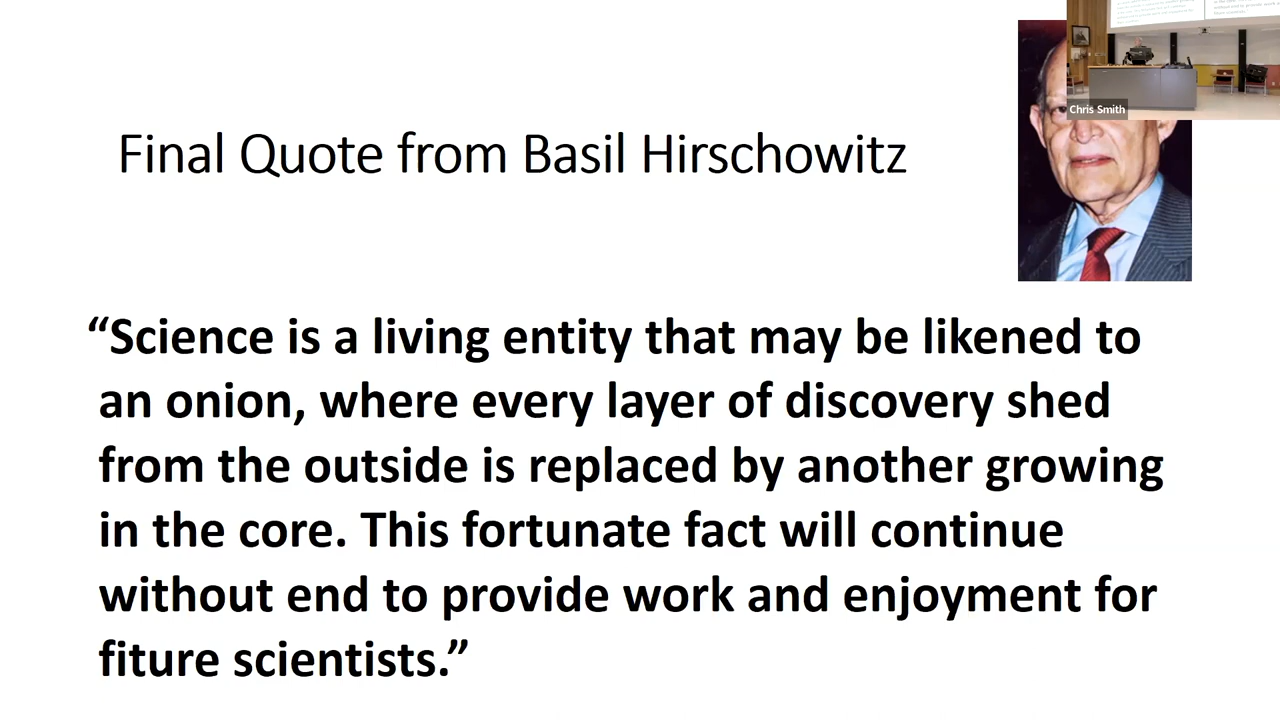 Final Quote from Basil Hirschowitz
Chris Smith
“Science is a living entity that may be likened to
an onion, where every layer of discovery shed
from the outside is replaced by another growing
in the core. This fortunate fact will continue
without end to provide work and enjoyment for
fiture scientists.”